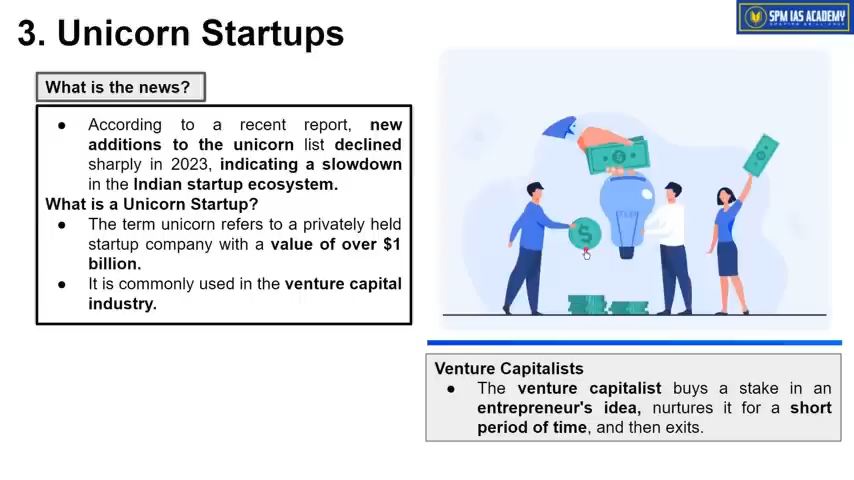 3. Unicorn Startups
SPM IAS ACADEMY
What is the news?
● According to a recent report, new
additions to the unicorn list declined
sharply in 2023, indicating a slowdown
in the Indian startup ecosystem.
What is a Unicorn Startup?
● The term unicorn refers to a privately held
startup company with a value of over $1
billion.
● It is commonly used in the venture capital
industry.
$
$
Venture Capitalists
● The venture capitalist buys a stake in an
entrepreneur's idea, nurtures it for a short
period of time, and then exits.